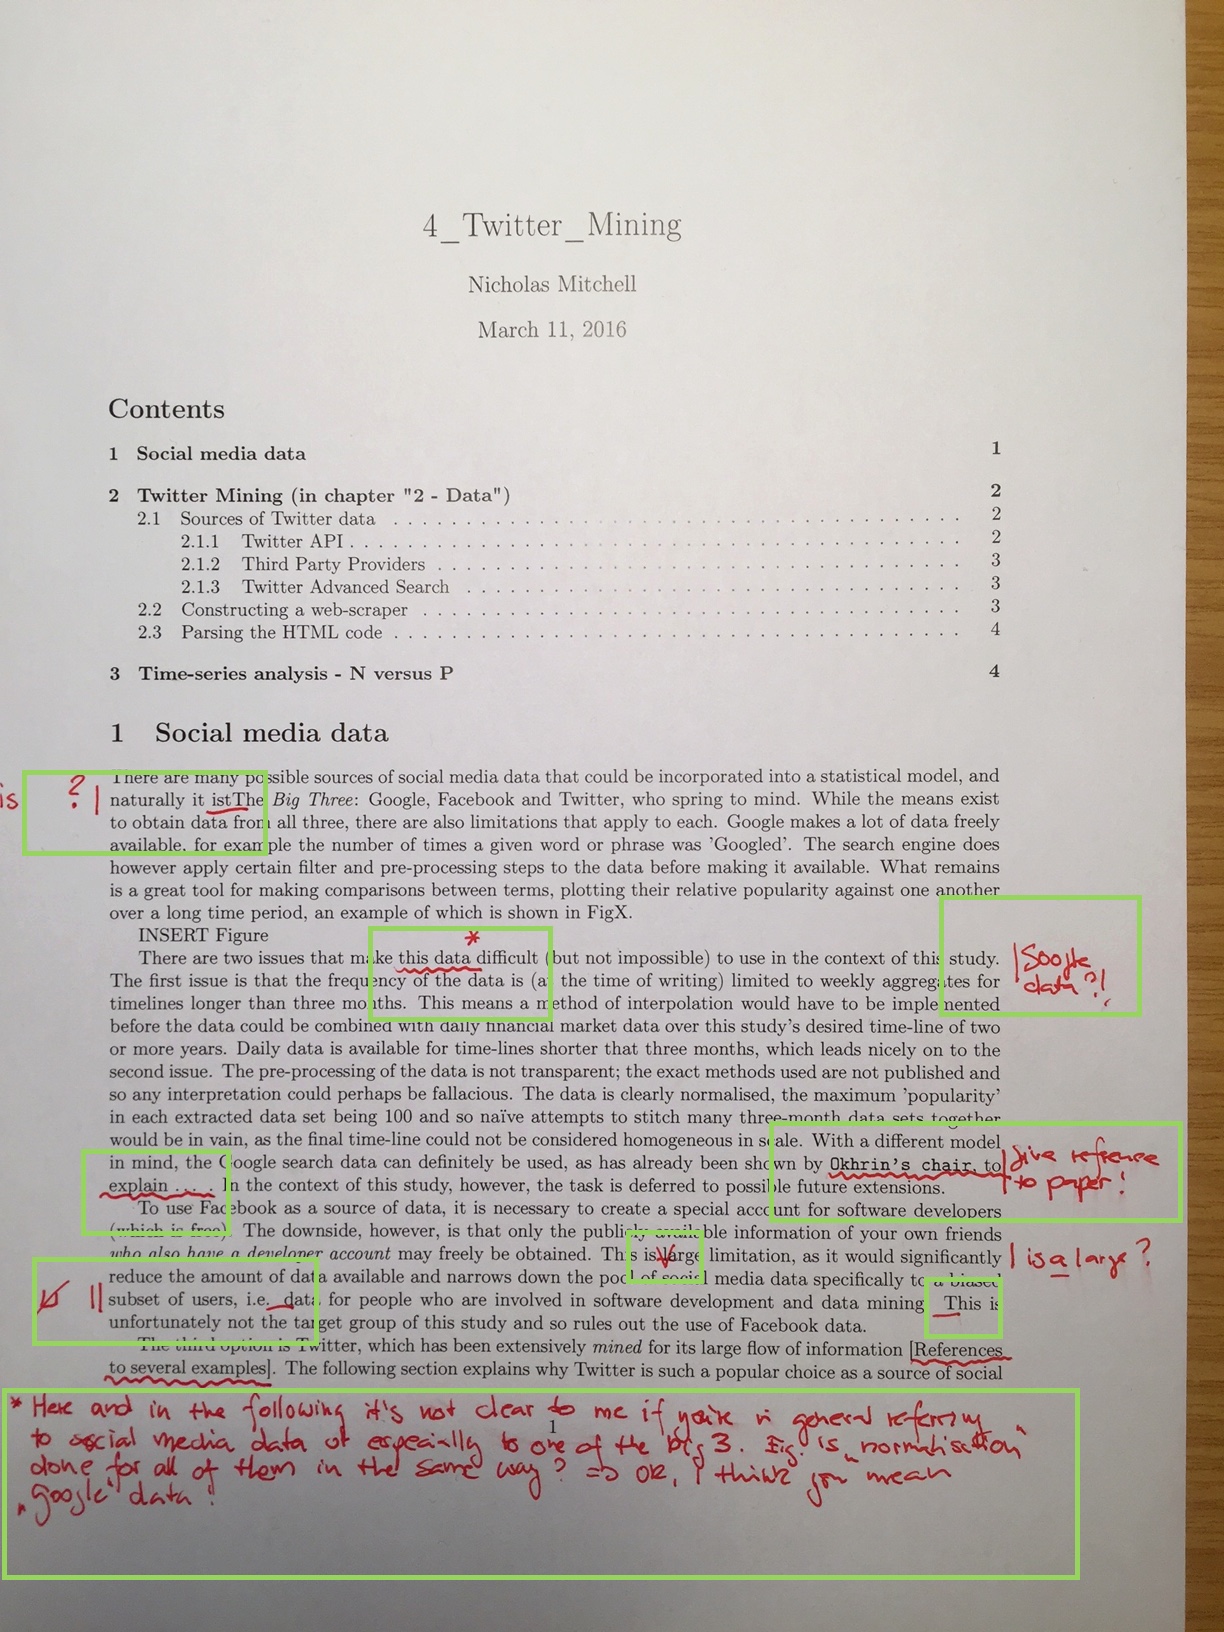 4_Twitter_Mining
Nicholas Mitchell
March 11, 2016
Contents
1 Social media data 1
2 Twitter Mining (in chapter "2 - Data") 2
2.1 Sources of Twitter data . . . . . . . . . . . . . . . . . . . . 2
2.1.1 Twitter API . . . . . . . . . . . . . . . . . . . . 2
2.1.2 Third Party Providers . . . . . . . . . . . . . . . . . . . . 3
2.1.3 Twitter Advanced Search . . . . . . . . . . . . . . . . . . . . 3
2.2 Constructing a web-scraper . . . . . . . . . . . . . . . . . . . . 3
2.3 Parsing the HTML code . . . . . . . . . . . . . . . . . . . . 4
3 Time-series analysis - N versus P 4
1 Social media data
There are many possible sources of social media data that could be incorporated into a statistical model, and
is ? | naturally it istThe Big Three: Google, Facebook and Twitter, who spring to mind. While the means exist
to obtain data from all three, there are also limitations that apply to each. Google makes a lot of data freely
available, for example the number of times a given word or phrase was 'Googled'. The search engine does
however apply certain filter and pre-processing steps to the data before making it available. What remains
is a great tool for making comparisons between terms, plotting their relative popularity against one another
over a long time period, an example of which is shown in FigX.
INSERT Figure
*
There are two issues that make this data difficult (but not impossible) to use in the context of this study.
| Google
data?!
The first issue is that the frequency of the data is (at the time of writing) limited to weekly aggregates for
timelines longer than three months. This means a method of interpolation would have to be implemented
before the data could be combined with daily financial market data over this study's desired time-line of two
or more years. Daily data is available for time-lines shorter that three months, which leads nicely on to the
second issue. The pre-processing of the data is not transparent; the exact methods used are not published and
so any interpretation could perhaps be fallacious. The data is clearly normalised, the maximum 'popularity'
in each extracted data set being 100 and so naïve attempts to stitch many three-month data sets together
would be in vain, as the final time-line could not be considered homogeneous in scale. With a different model
in mind, the Google search data can definitely be used, as has already been shown by Okhrin's chair, to
| give reference
to paper!
explain ... . In the context of this study, however, the task is deferred to possible future extensions.
To use Facebook as a source of data, it is necessary to create a special account for software developers
(which is free). The downside, however, is that only the publicly available information of your own friends
who also have a developer account may freely be obtained. This is large limitation, as it would significantly
| is a large?
reduce the amount of data available and narrows down the pool of social media data specifically to a biased
subset of users, i.e. data for people who are involved in software development and data mining This is
unfortunately not the target group of this study and so rules out the use of Facebook data.
The third option is Twitter, which has been extensively mined for its large flow of information [References
to several examples]. The following section explains why Twitter is such a popular choice as a source of social
* Here and in the following it's not clear to me if you're in general referring
to social media data or especially to one of the big 3. E.g. is „normalisation"
done for all of them in the same way? => OK, I think you mean
„google" data!
1